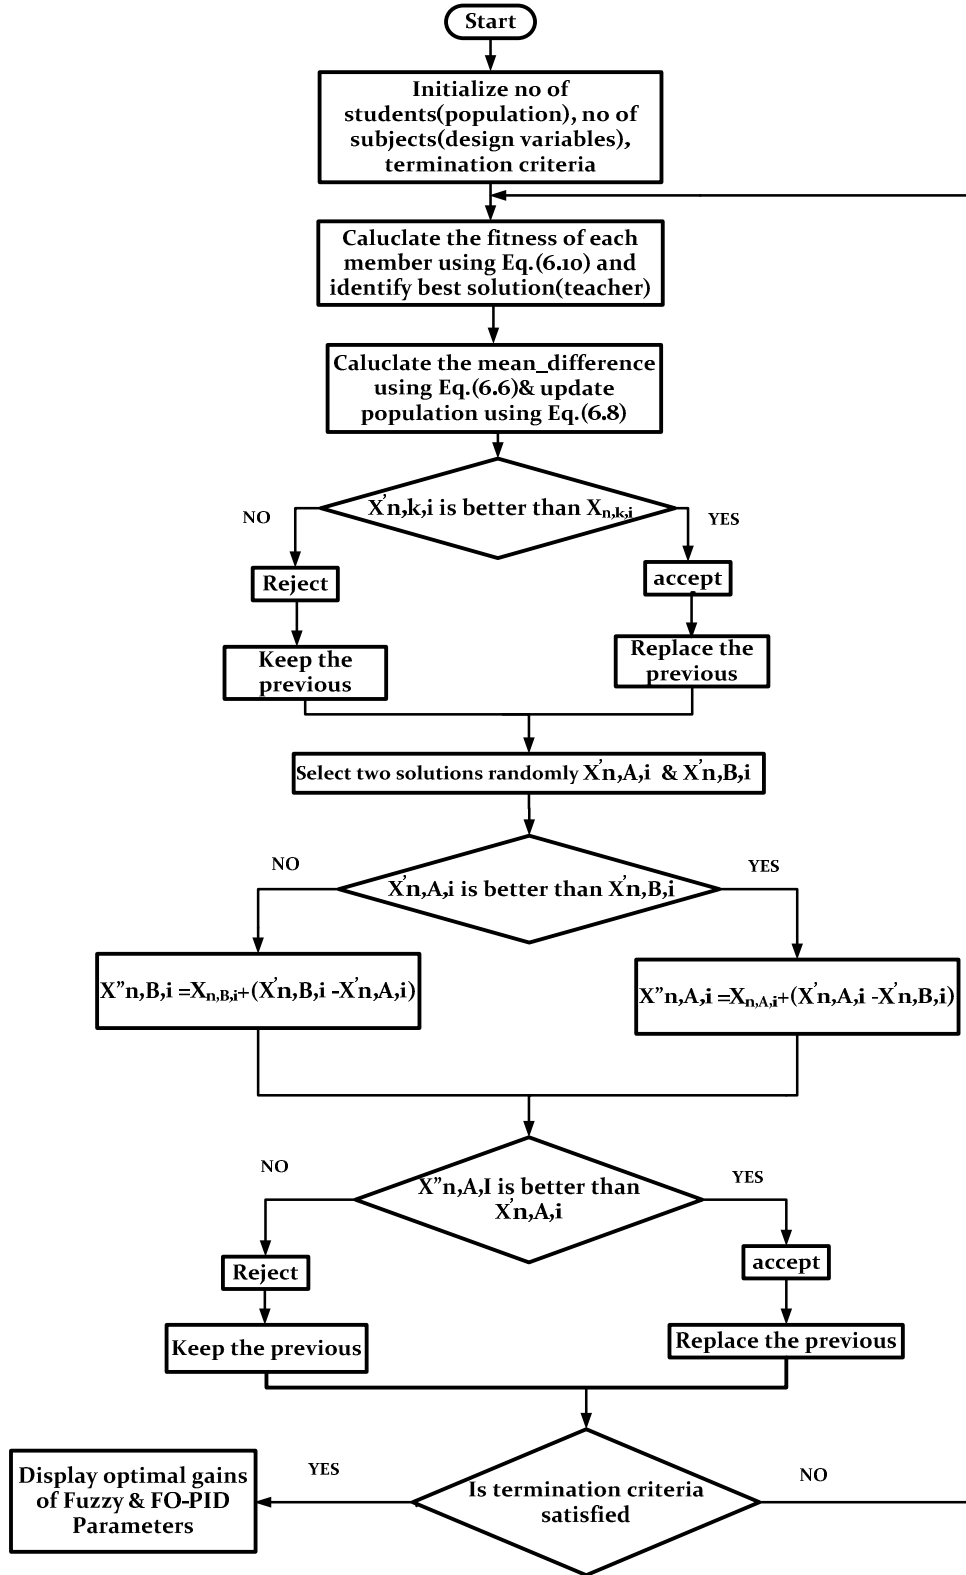 Start
Initialize no of
students(population), no of
subjects(design variables),
termination criteria
Caluclate the fitness of each
member using Eq.(6.10) and
identify best solution(teacher)
Caluclate the mean_difference
using Eq.(6.6)& update
population using Eq.(6.8)
X'n,k,i is better than Xn,k,i
NO
YES
Reject
accept
Keep the
previous
Replace the
previous
Select two solutions randomly X'n,A,i & X'n,B,i
NO
YES
X'n,A,i is better than X'n,B,i
X”n,B,i =Xn,B,i+(X'n,B,i -X'n,A,i)
X”n,A,i =Xn,A,i+(X'n,A,i -X'n,B,i)
NO
YES
X”n,A,I is better than
X'n,A,i
Reject
accept
Keep the previous
Replace the previous
YES
NO
Is termination criteria
satisfied
Display optimal gains
of Fuzzy & FO-PID
Parameters